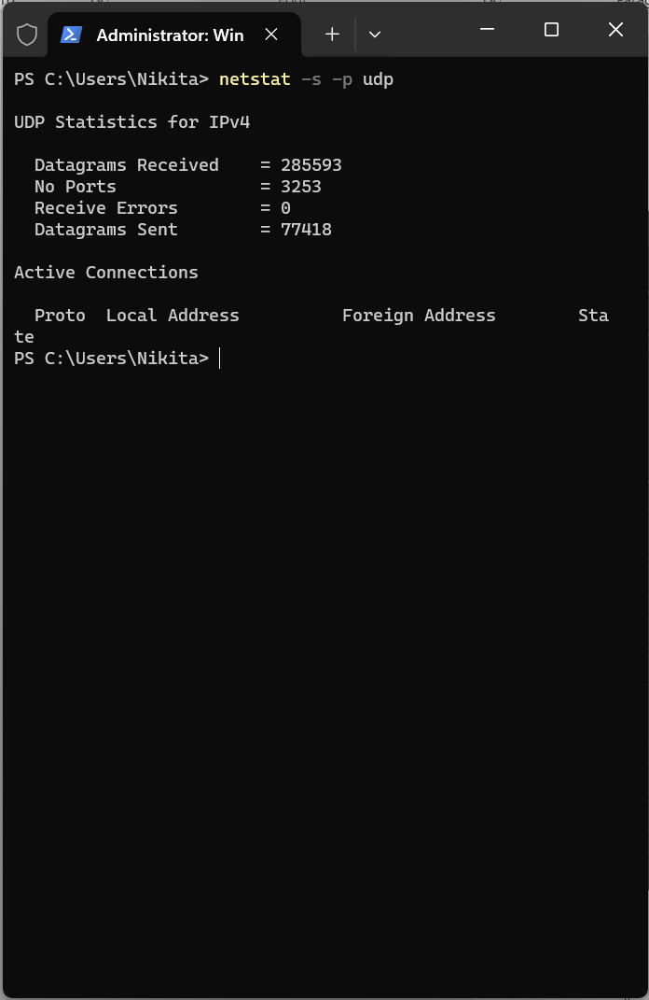 Administrator: Win
PS C:\Users\Nikita> netstat -s -p udp
UDP Statistics for IPv4
Datagrams Received    = 285593
No Ports              = 3253
Receive Errors        = 0
Datagrams Sent        = 77418
Active Connections
Proto  Local Address          Foreign Address        Sta
te
PS C:\Users\Nikita>